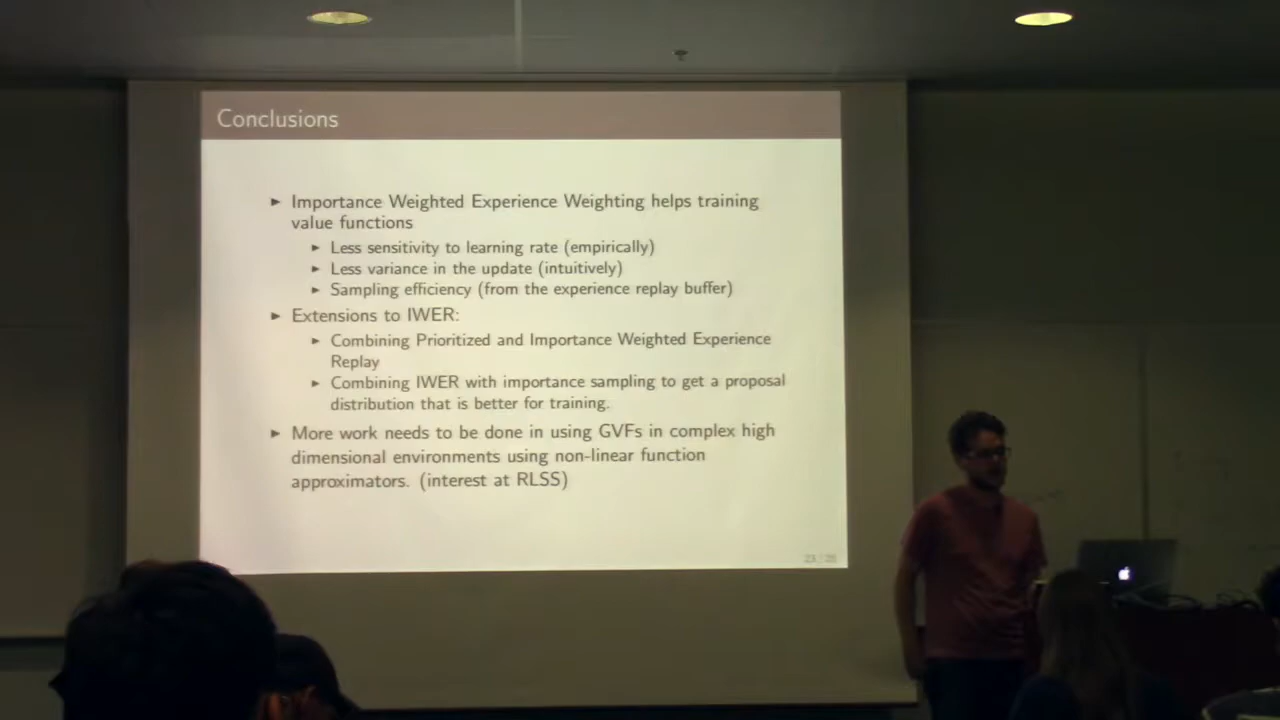 Conclusions
► Importance Weighted Experience Weighting helps training
value functions
► Less sensitivity to learning rate (empirically)
► Less variance in the update (intuitively)
► Sampling efficiency (from the experience replay buffer)
► Extensions to IWER:
► Combining Prioritized and Importance Weighted Experience
Replay
► Combining IWER with importance sampling to get a proposal
distribution that is better for training.
► More work needs to be done in using GVFs in complex high
dimensional environments using non-linear function
approximators. (interest at RLSS)